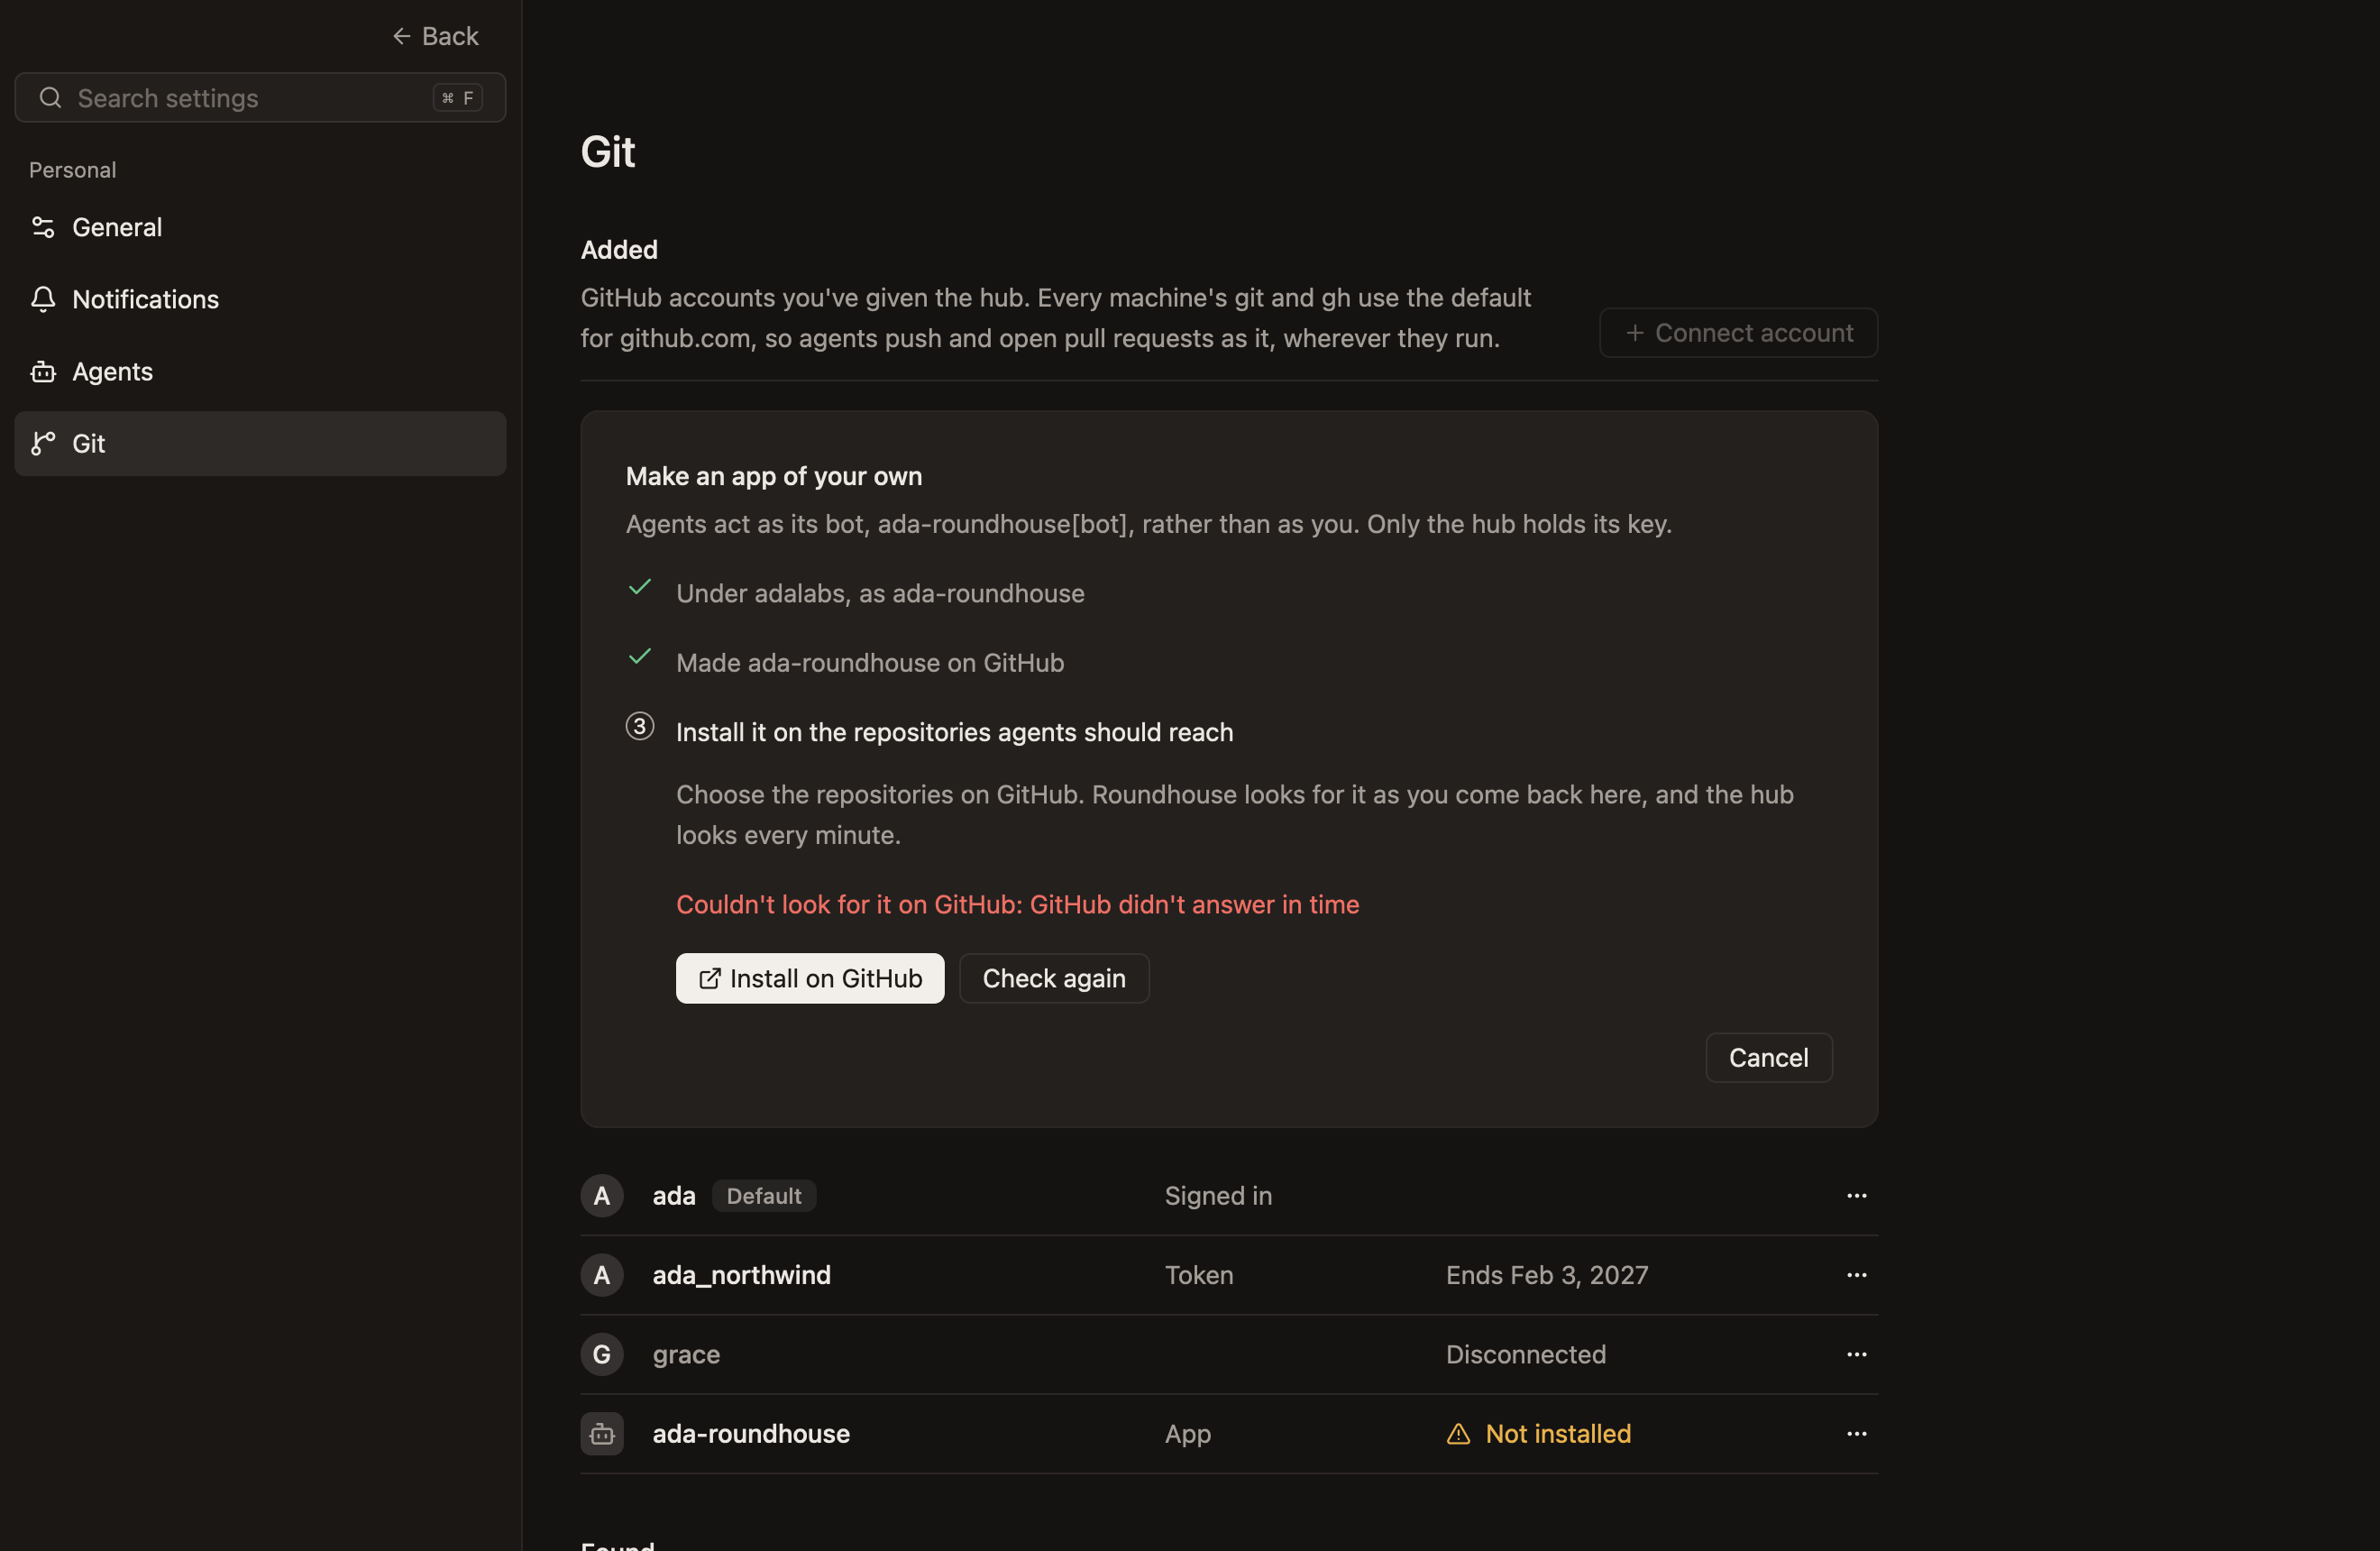 Back
Search settings
⌘ F
Personal
General
Notifications
Agents
Git
Git
Added
GitHub accounts you've given the hub. Every machine's git and gh use the default
for github.com, so agents push and open pull requests as it, wherever they run.
Connect account
Make an app of your own
Agents act as its bot, ada-roundhouse[bot], rather than as you. Only the hub holds its key.
Under adalabs, as ada-roundhouse
Made ada-roundhouse on GitHub
3 Install it on the repositories agents should reach
Choose the repositories on GitHub. Roundhouse looks for it as you come back here, and the hub
looks every minute.
Couldn't look for it on GitHub: GitHub didn't answer in time
Install on GitHub
Check again
Cancel
A ada Default Signed in
A ada_northwind Token Ends Feb 3, 2027
G grace Disconnected
ada-roundhouse App Not installed
Found